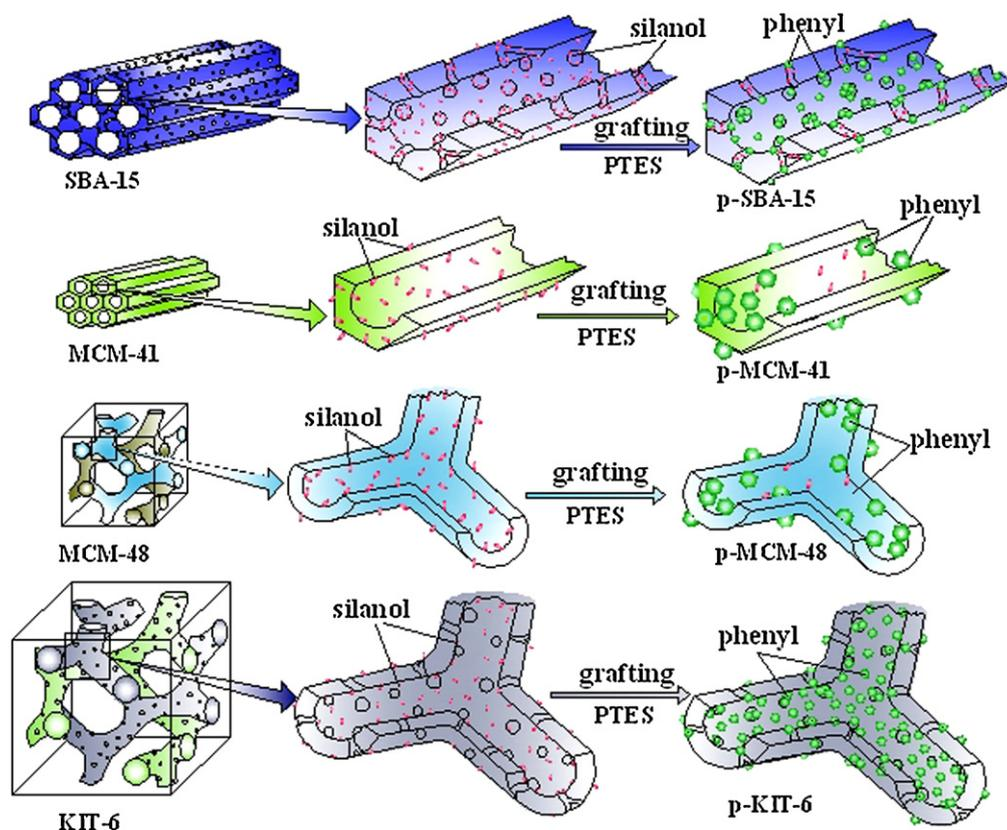 silanol
phenyl
grafting
PTES
SBA-15
p-SBA-15
silanol
phenyl
grafting
PTES
MCM-41
p-MCM-41
silanol
phenyl
grafting
PTES
MCM-48
p-MCM-48
silanol
phenyl
grafting
PTES
KIT-6
p-KIT-6